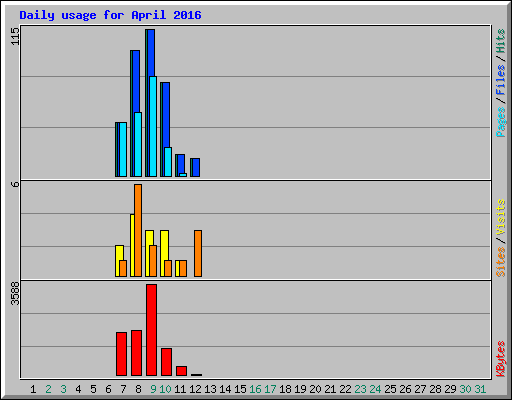 Daily usage for April 2016
115
Pages/Files/Hits
6
Sites/Visits
3588
KBytes
1 2 3 4 5 6 7 8 9 10 11 12 13 14 15 16 17 18 19 20 21 22 23 24 25 26 27 28 29 30 31